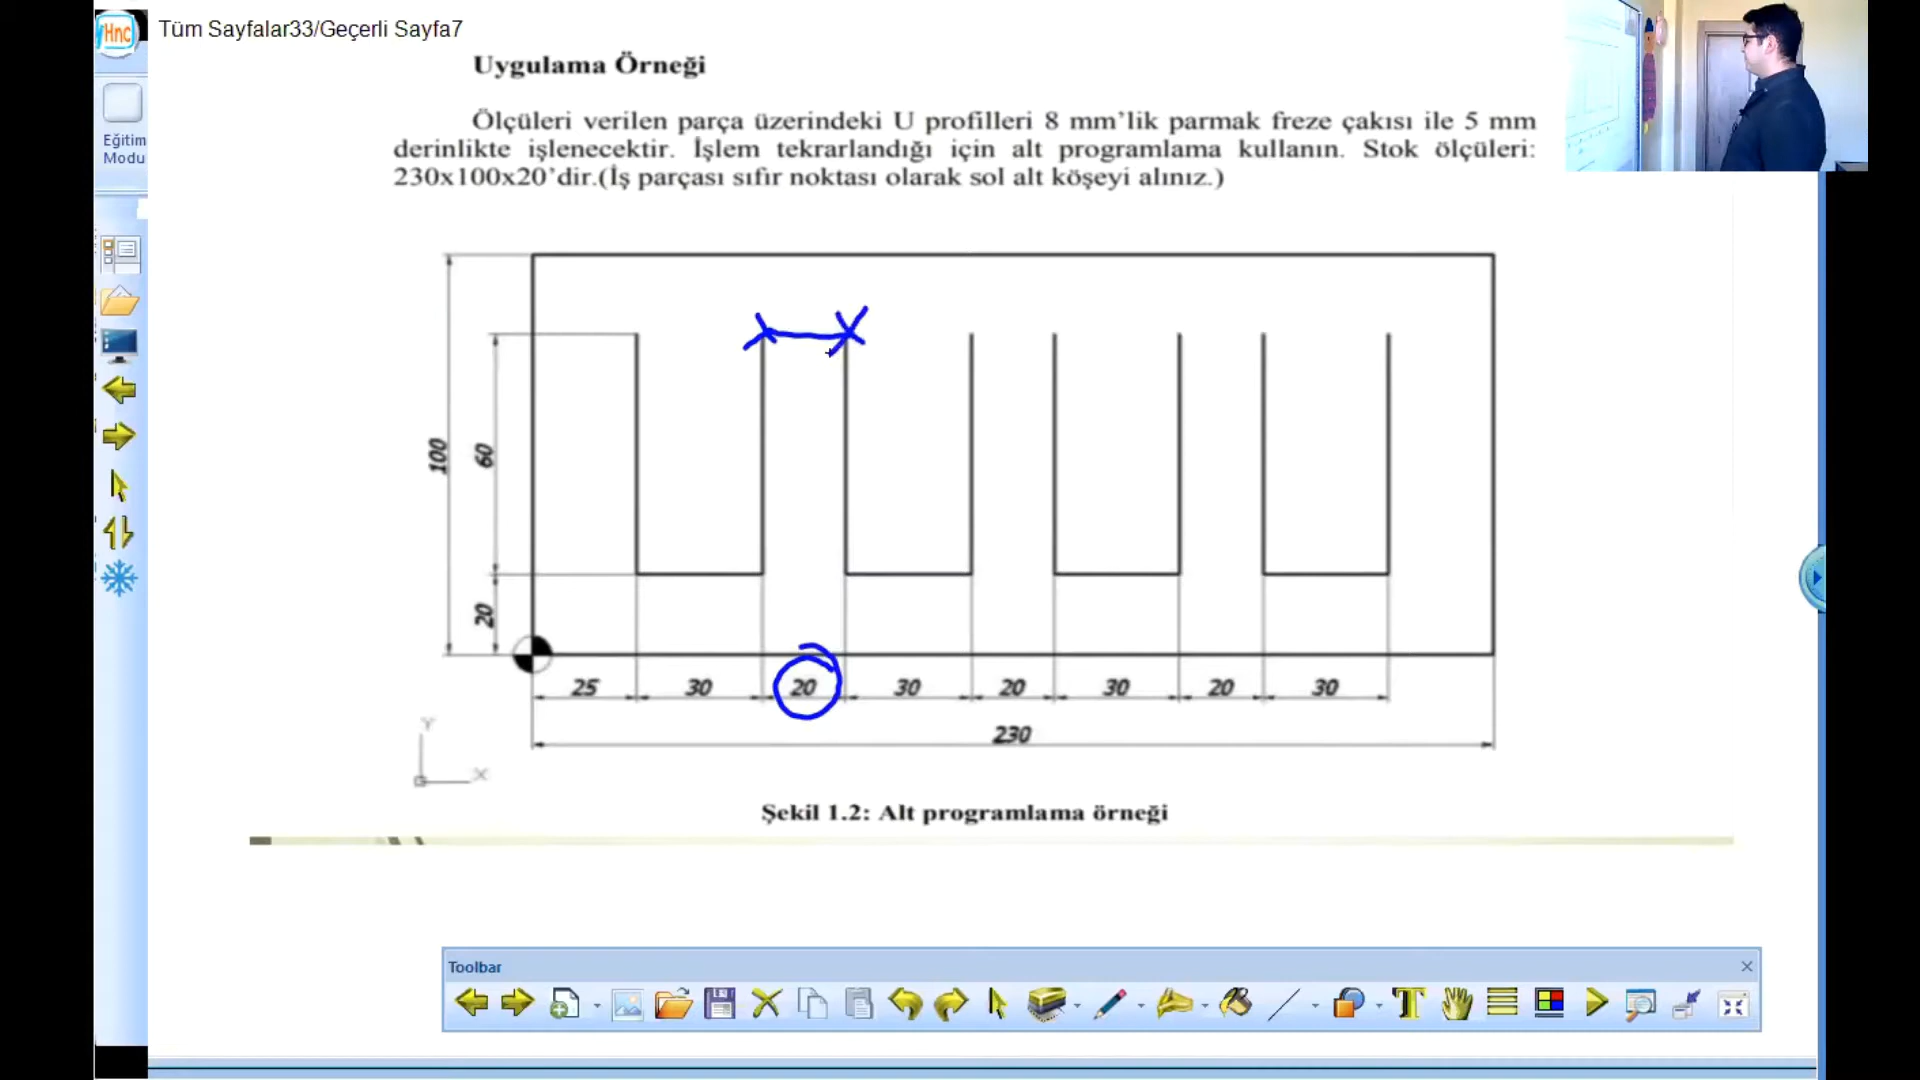 Hnc
Tüm Sayfalar33/Geçerli Sayfa7
Eğitim
Modu
Uygulama Örneği
Ölçüleri verilen parça üzerindeki U profilleri 8 mm'lik parmak freze çakısı ile 5 mm
derinlikte işlenecektir. İşlem tekrarlandığı için alt programlama kullanın. Stok ölçüleri:
230x100x20'dir.(İş parçası sıfır noktası olarak sol alt köşeyi alınız.)
100
60
20
25 30 20 30 20 30 20 30
230
Y
X
Şekil 1.2: Alt programlama örneği
Toolbar